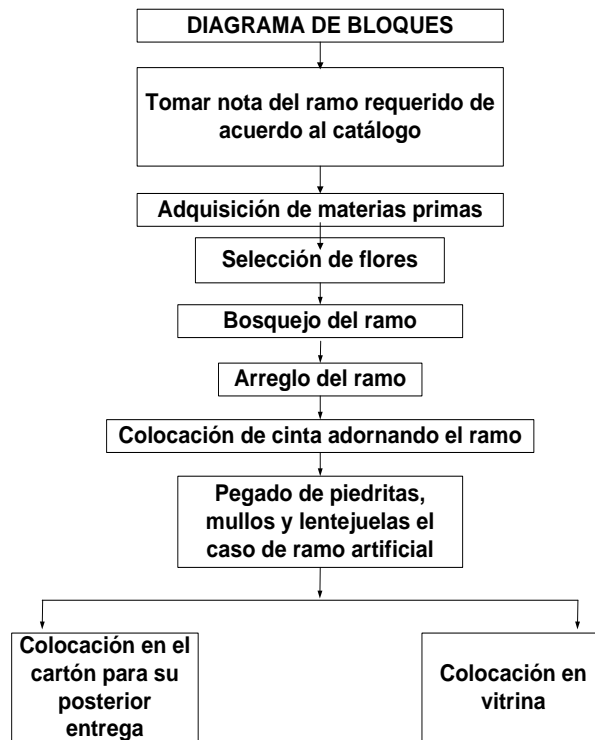 DIAGRAMA DE BLOQUES
Tomar nota del ramo requerido de
acuerdo al catálogo
Adquisición de materias primas
Selección de flores
Bosquejo del ramo
Arreglo del ramo
Colocación de cinta adornando el ramo
Pegado de piedritas,
mullos y lentejuelas el
caso de ramo artificial
Colocación en el
cartón para su
posterior
entrega
Colocación en
vitrina